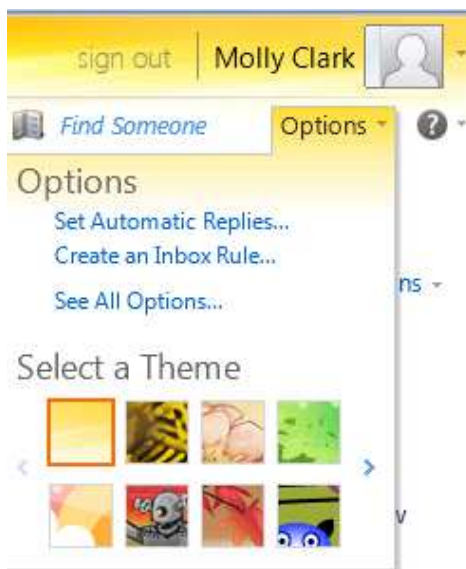 sign out Molly Clark
Find Someone Options
Options
Set Automatic Replies...
Create an Inbox Rule...
ns
See All Options...
Select a Theme
v